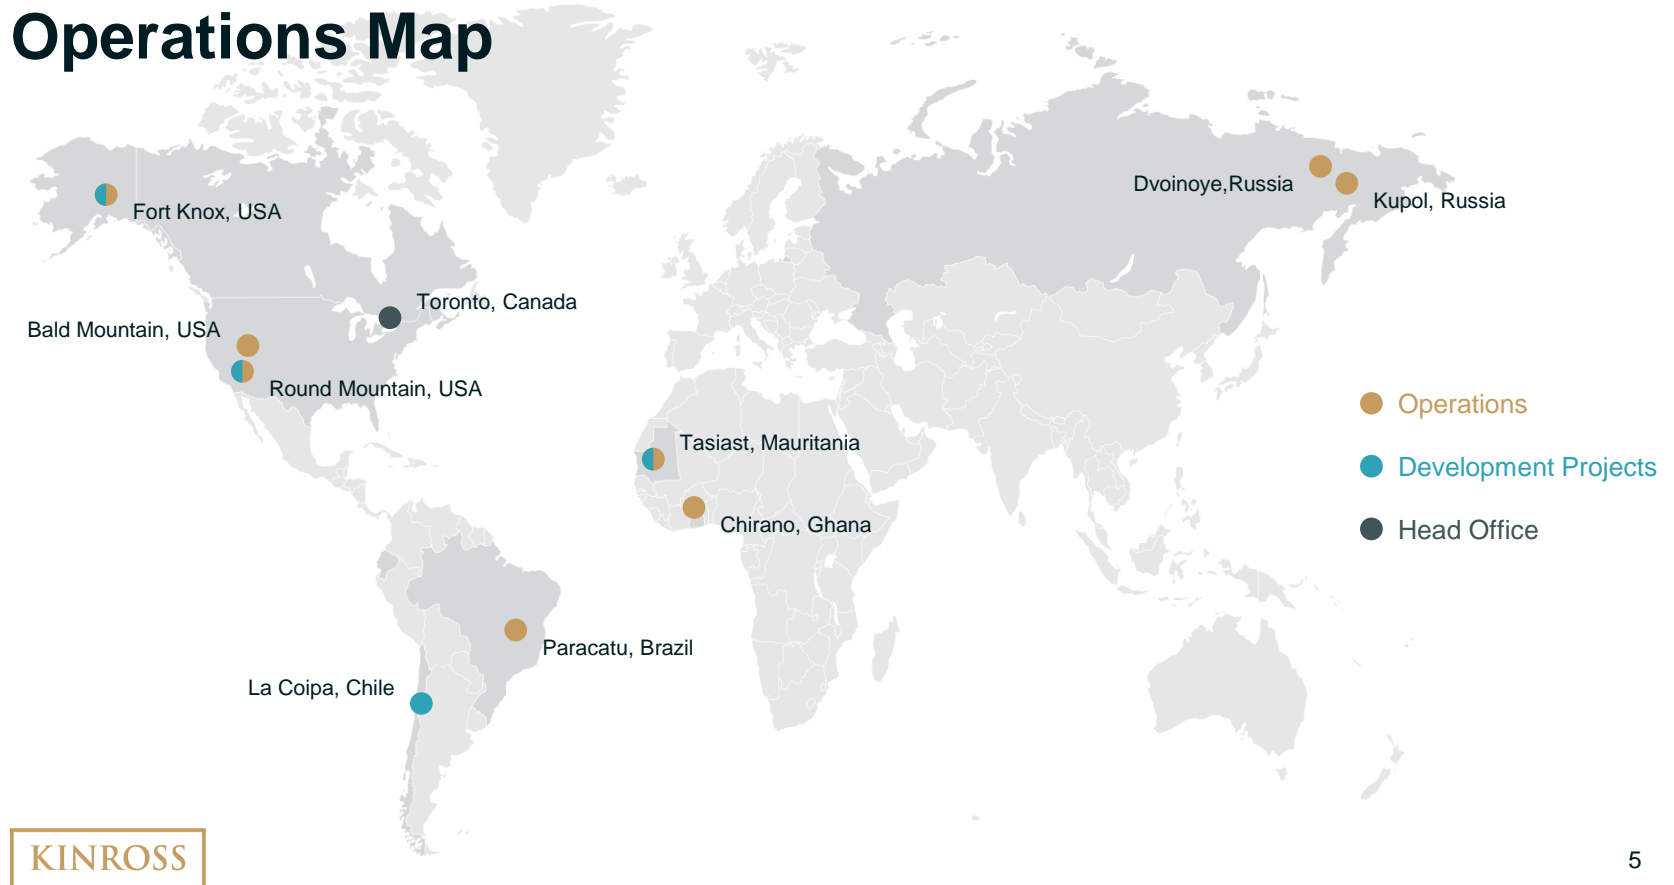 Operations Map
Dvoinoye,Russia
Kupol, Russia
Fort Knox, USA
Toronto, Canada
Bald Mountain, USA
Round Mountain, USA
Operations
Tasiast, Mauritania
Development Projects
Chirano, Ghana
Head Office
Paracatu, Brazil
La Coipa, Chile
KINROSS
5